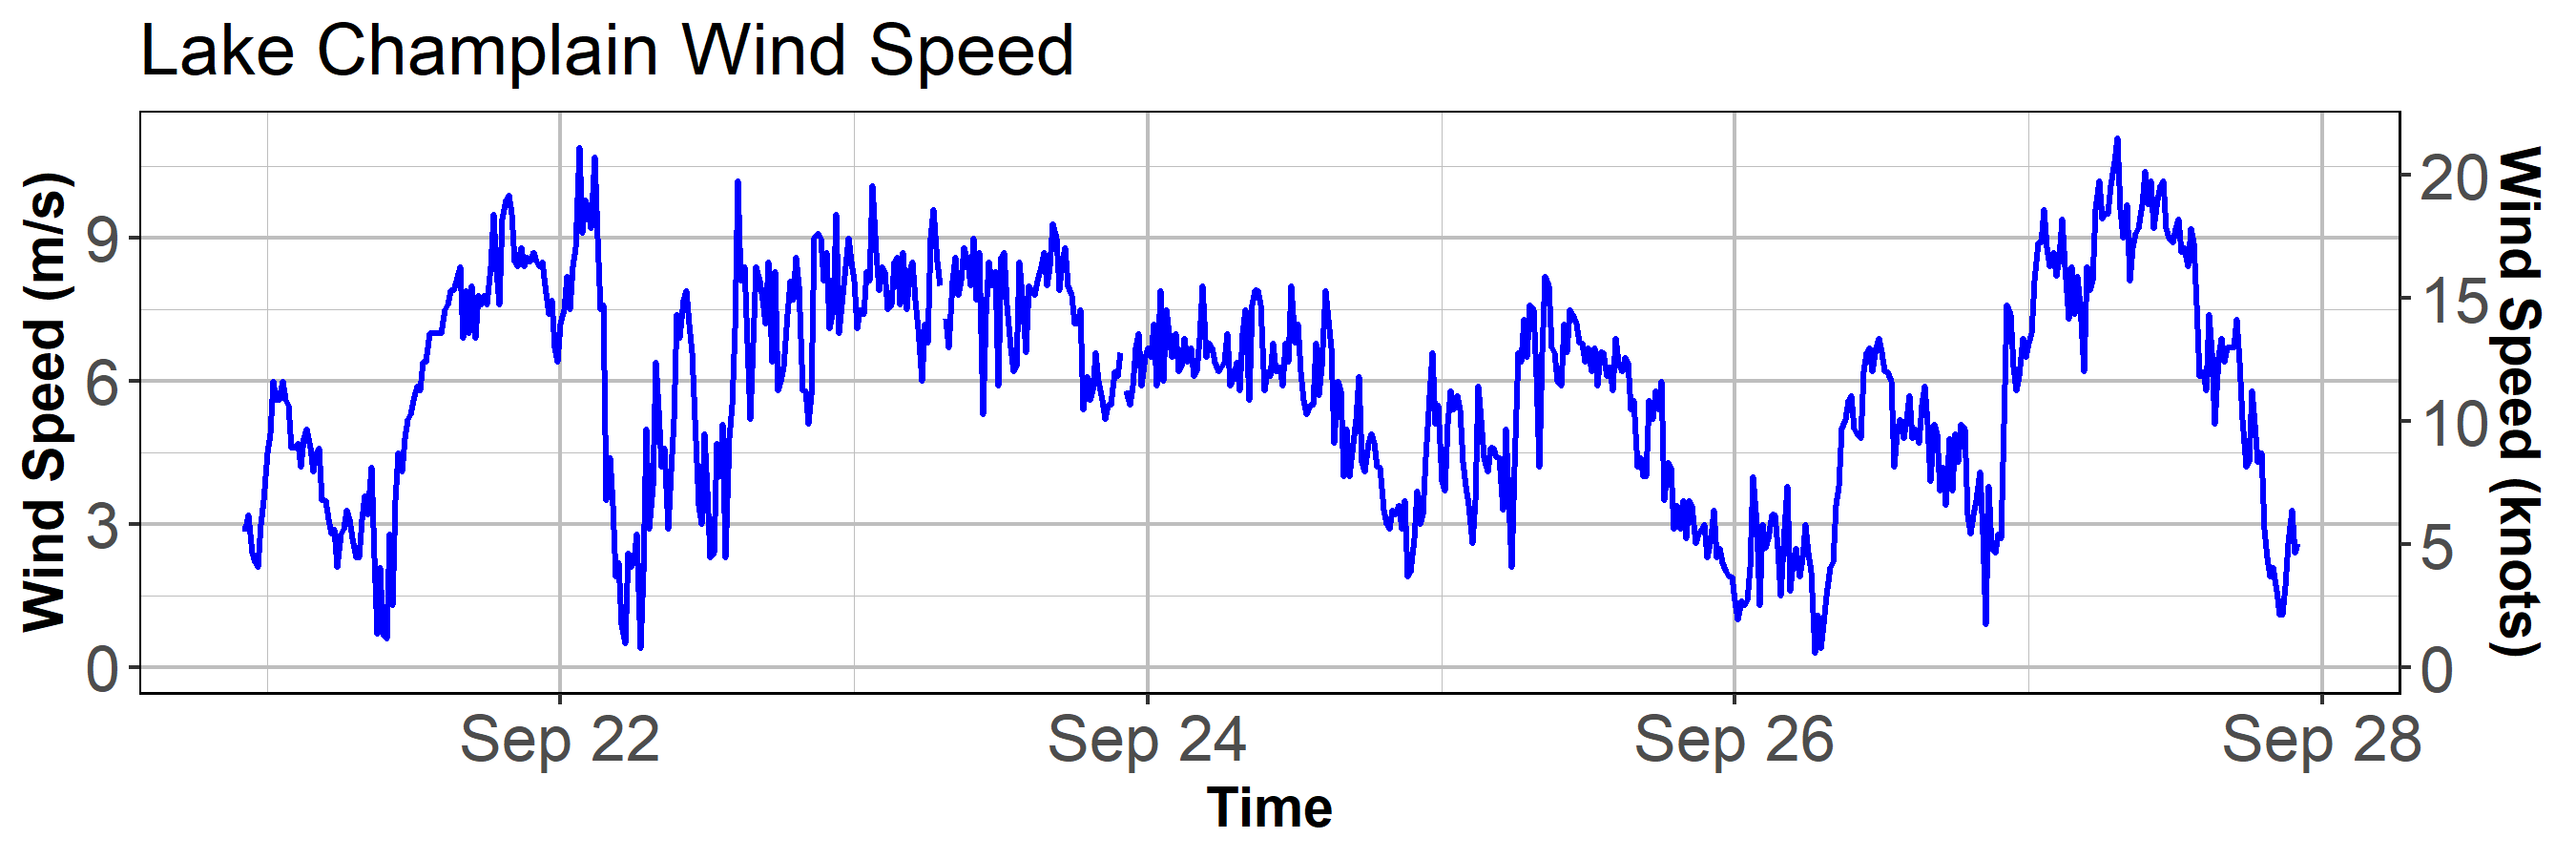 Lake Champlain Wind Speed
Wind Speed (m/s)
9
6
3
0
20
15
10
5
0
Wind Speed (knots)
Sep 22
Sep 24
Sep 26
Sep 28
Time